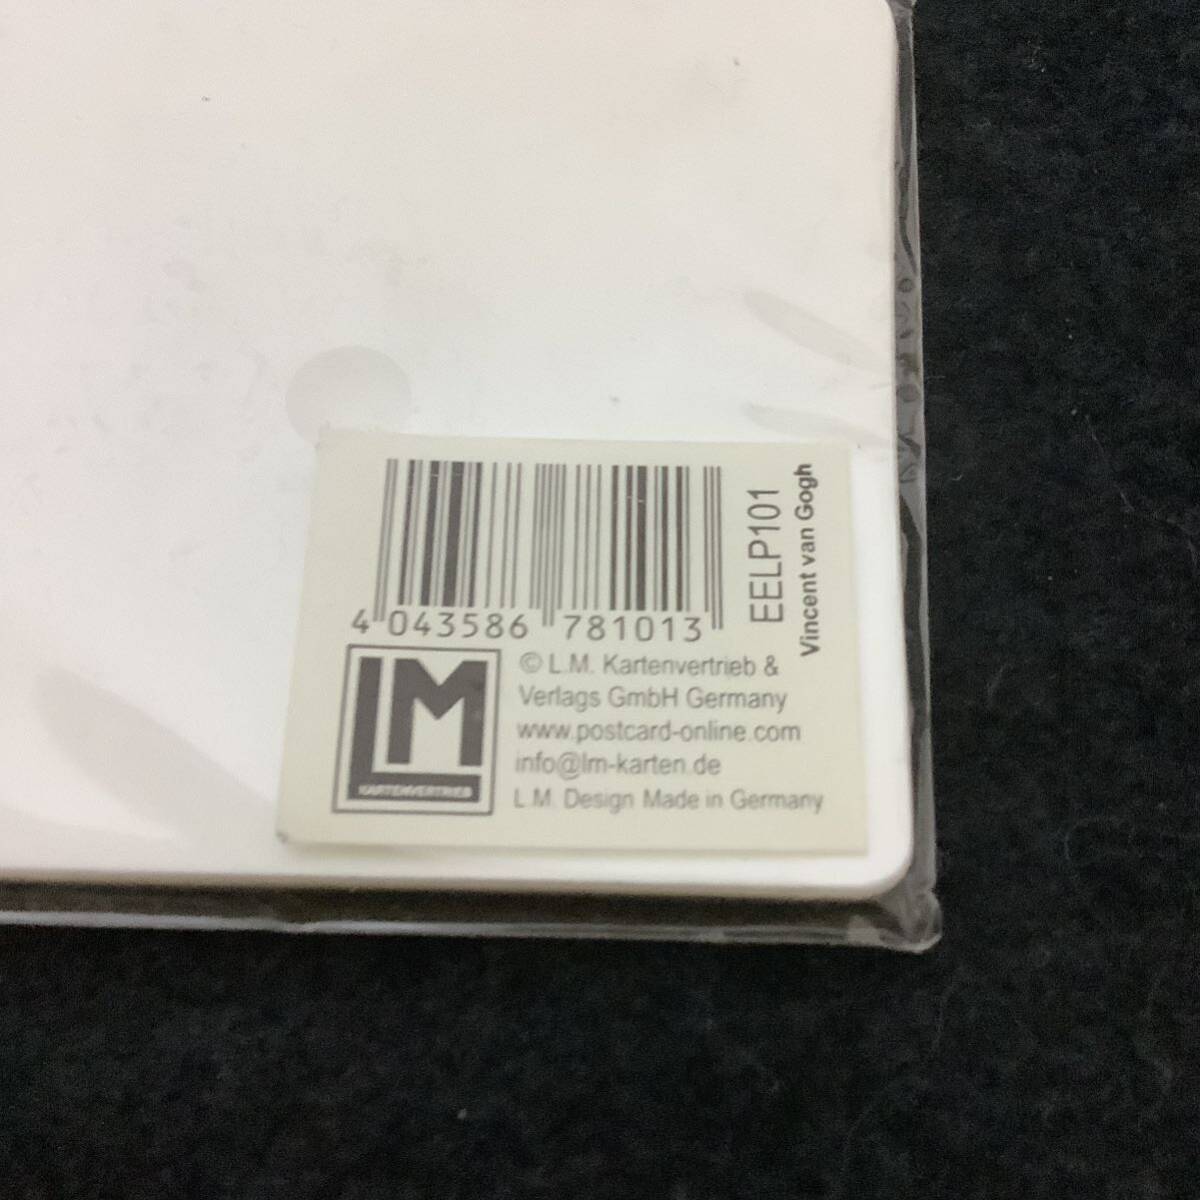 4 043586 781013
EELP101
Vincent van Gogh
LM
KARTENVERTRIEB
© L.M. Kartenvertrieb &
Verlags GmbH Germany
www.postcard-online.com
info@lm-karten.de
L.M. Design Made in Germany